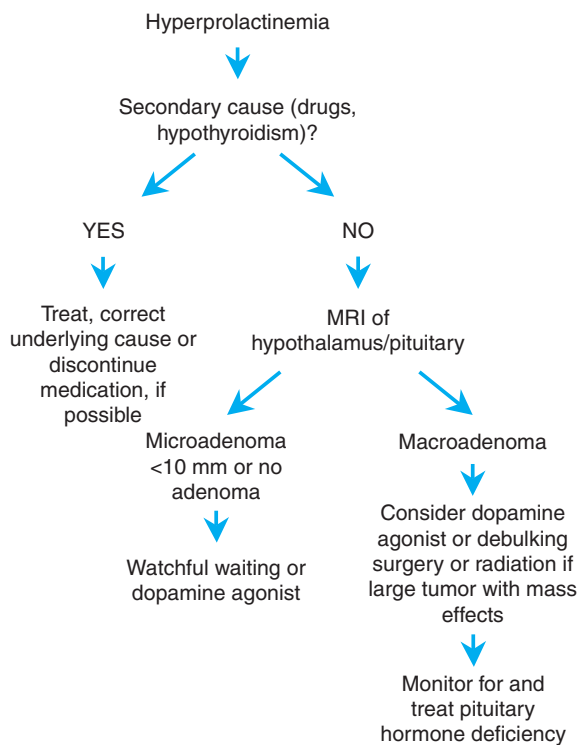 Hyperprolactinemia
Secondary cause (drugs,
hypothyroidism)?
YES
NO
Treat, correct
underlying cause or
discontinue
medication, if
possible
MRI of
hypothalamus/pituitary
Microadenoma
<10 mm or no
adenoma
Macroadenoma
Watchful waiting or
dopamine agonist
Consider dopamine
agonist or debulking
surgery or radiation if
large tumor with mass
effects
Monitor for and
treat pituitary
hormone deficiency